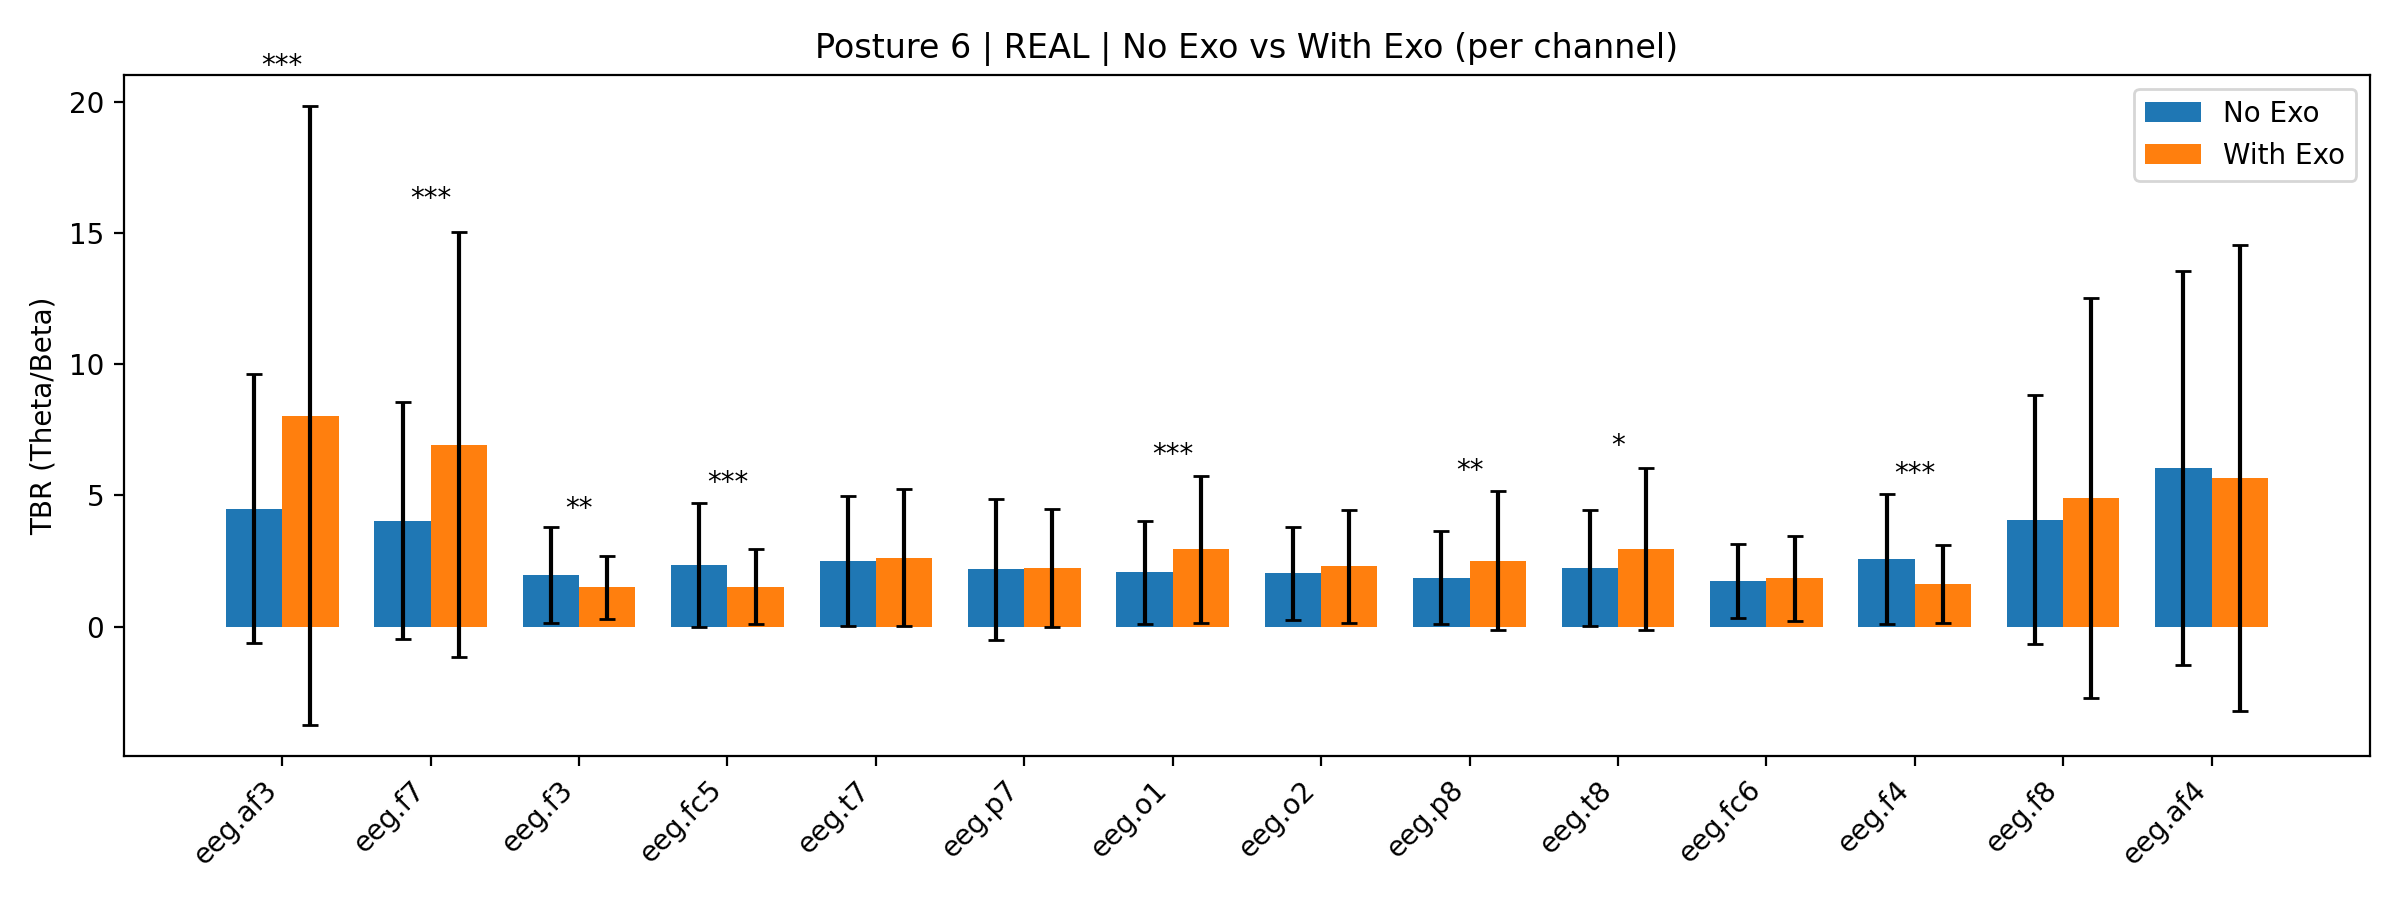 Posture 6 | REAL | No Exo vs With Exo (per channel)
***
***
**
***
***
**
*
***
No Exo
With Exo
TBR (Theta/Beta)
20
15
10
5
0
eeg.af3
eeg.f7
eeg.f3
eeg.fc5
eeg.t7
eeg.p7
eeg.o1
eeg.o2
eeg.p8
eeg.t8
eeg.fc6
eeg.f4
eeg.f8
eeg.af4